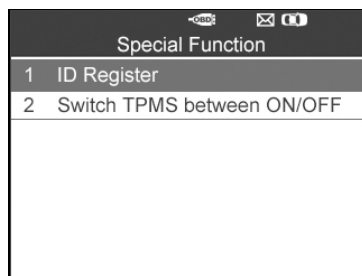 OBD
Special Function
1 ID Register
2 Switch TPMS between ON/OFF